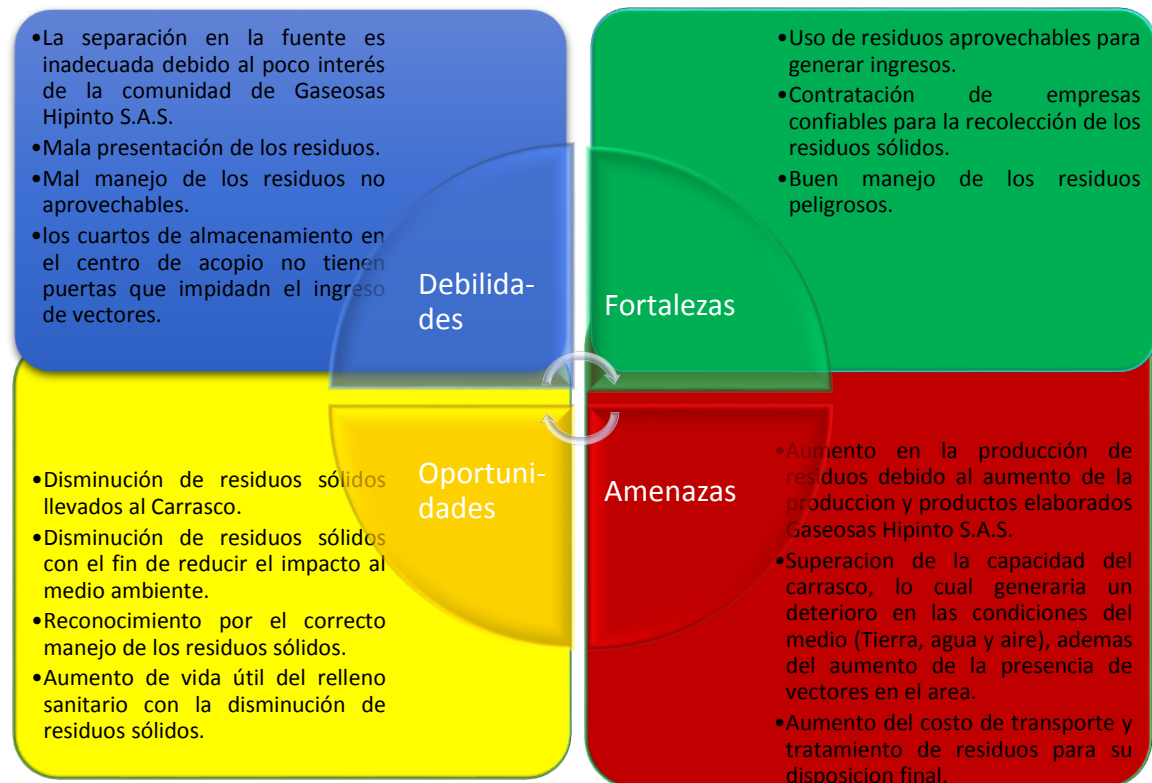 •La separación en la fuente es
inadecuada debido al poco interés
de la comunidad de Gaseosas
Hipinto S.A.S.
•Mala presentación de los residuos.
•Mal manejo de los residuos no
aprovechables.
•los cuartos de almacenamiento en
el centro de acopio no tienen
puertas que impidadn el ingreso
de vectores.
Debilida-
des
•Uso de residuos aprovechables para
generar ingresos.
•Contratación de empresas
confiables para la recolección de los
residuos sólidos.
•Buen manejo de los residuos
peligrosos.
Fortalezas
•Disminución de residuos sólidos
llevados al Carrasco.
•Disminución de residuos sólidos
con el fin de reducir el impacto al
medio ambiente.
•Reconocimiento por el correcto
manejo de los residuos sólidos.
•Aumento de vida útil del relleno
sanitario con la disminución de
residuos sólidos.
Oportuni-
dades
Amenazas
•Aumento en la producción de
residuos debido al aumento de la
produccion y productos elaborados
Gaseosas Hipinto S.A.S.
•Superacion de la capacidad del
carrasco, lo cual generaria un
deterioro en las condiciones del
medio (Tierra, agua y aire), ademas
del aumento de la presencia de
vectores en el area.
•Aumento del costo de transporte y
tratamiento de residuos para su
disposicion final.